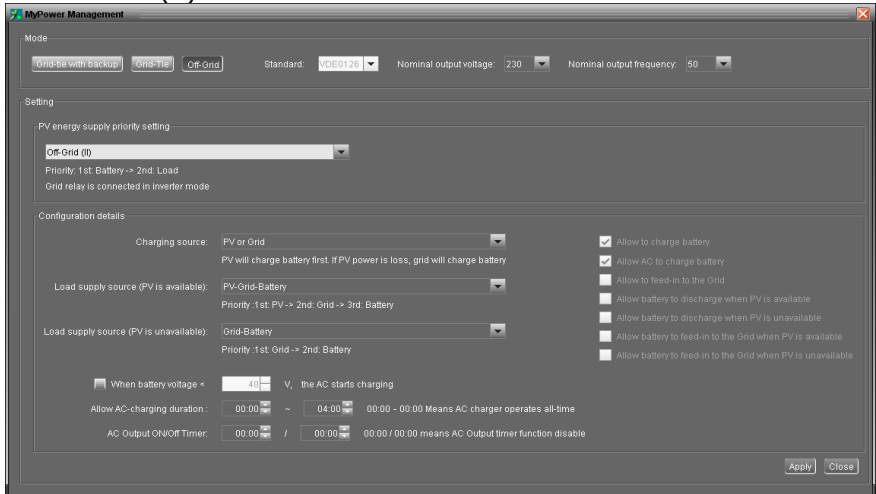 MyPower Management
Mode
Grid-tie with backup Grid-Tie Off-Grid Standard: VDE0126 Nominal output voltage: 230 Nominal output frequency: 50
Setting
PV energy supply priority setting
Off-Grid (II)
Priority: 1st: Battery -> 2nd: Load
Grid relay is connected in inverter mode
Configuration details
Charging source: PV or Grid
PV will charge battery first. If PV power is loss, grid will charge battery
Load supply source (PV is available): PV-Grid-Battery
Priority :1st: PV -> 2nd: Grid -> 3rd: Battery
Load supply source (PV is unavailable): Grid-Battery
Priority :1st: Grid -> 2nd: Battery
Allow to charge battery
Allow AC to charge battery
Allow to feed-in to the Grid
Allow battery to discharge when PV is available
Allow battery to discharge when PV is unavailable
Allow battery to feed-in to the Grid when PV is available
Allow battery to feed-in to the Grid when PV is unavailable
When battery voltage < 48 V, the AC starts charging
Allow AC-charging duration : 00:00 ~ 04:00 00:00 - 00:00 Means AC charger operates all-time
AC Output ON/Off Timer: 00:00 / 00:00 00:00 / 00:00 means AC Output timer function disable
Apply Close